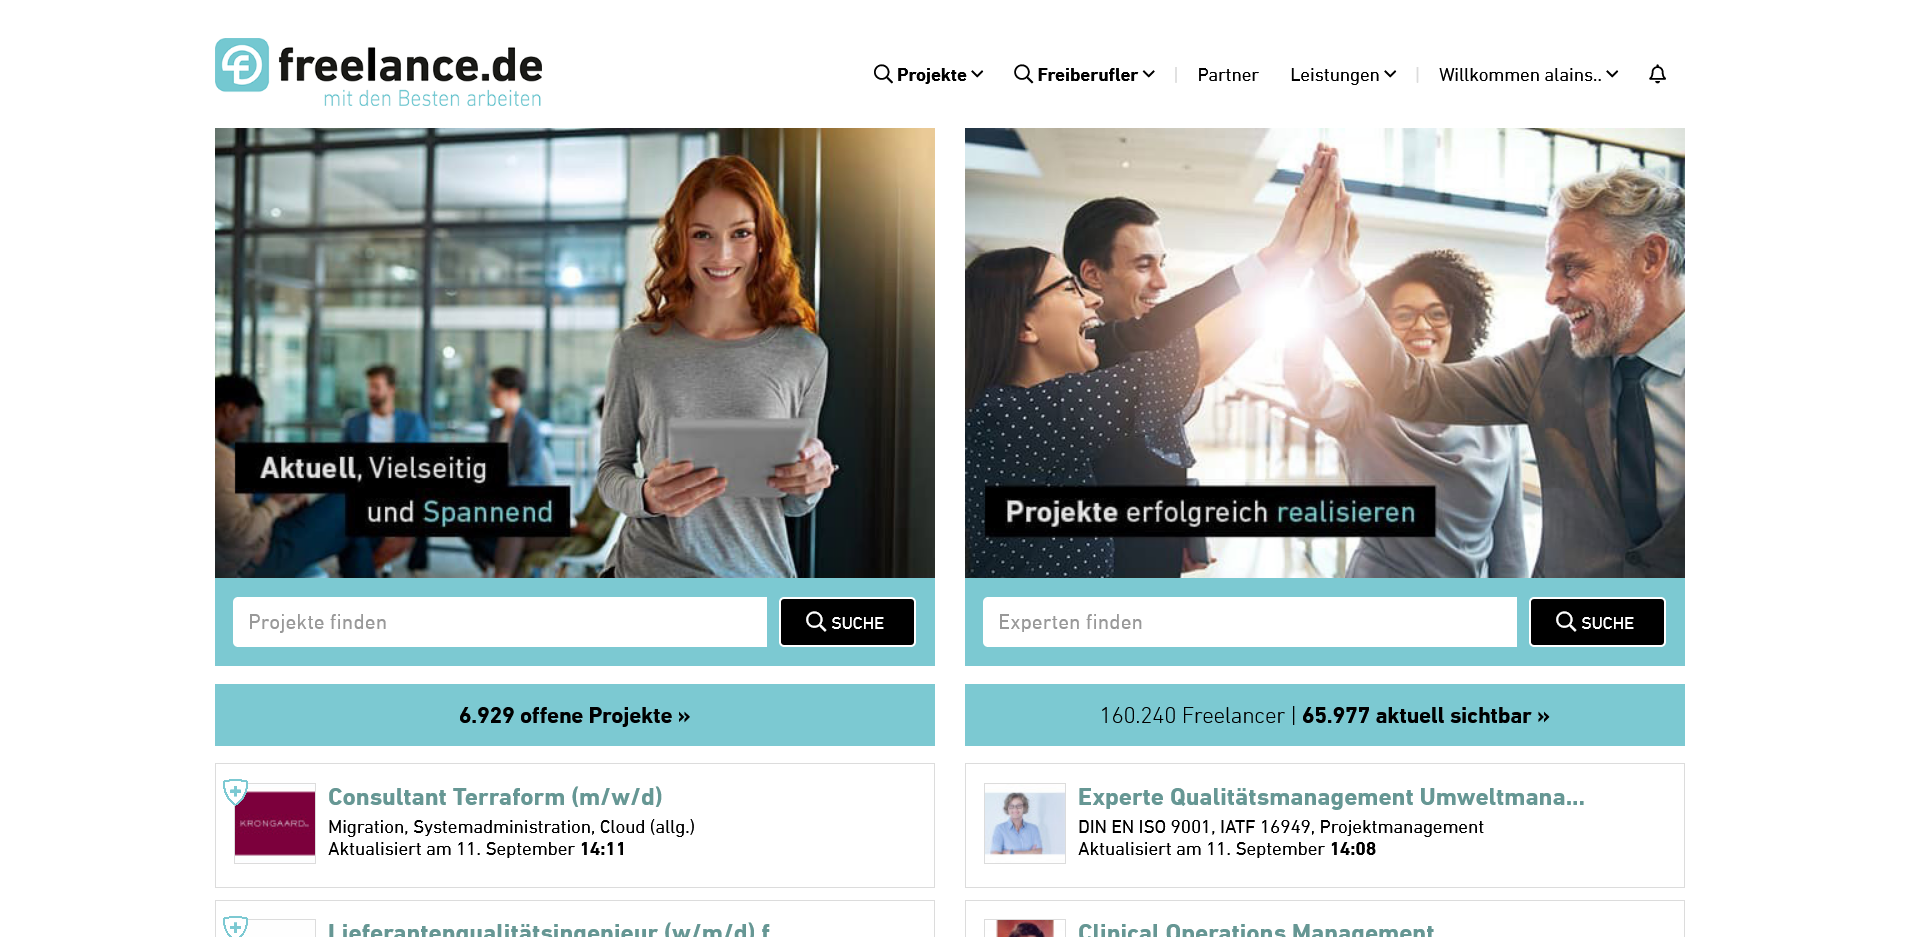 freelance.de
mit den Besten arbeiten
Projekte
Freiberufler
Partner
Leistungen
Willkommen alains..
Aktuell, Vielseitig
und Spannend
Projekte erfolgreich realisieren
Projekte finden
SUCHE
Experten finden
SUCHE
6.929 offene Projekte »
160.240 Freelancer | 65.977 aktuell sichtbar »
KRONGAARD
Consultant Terraform (m/w/d)
Migration, Systemadministration, Cloud (allg.)
Aktualisiert am 11. September 14:11
Experte Qualitätsmanagement Umweltmana...
DIN EN ISO 9001, IATF 16949, Projektmanagement
Aktualisiert am 11. September 14:08
Lieferantenqualitätsingenieur (w/m/d) f
Clinical Operations Management